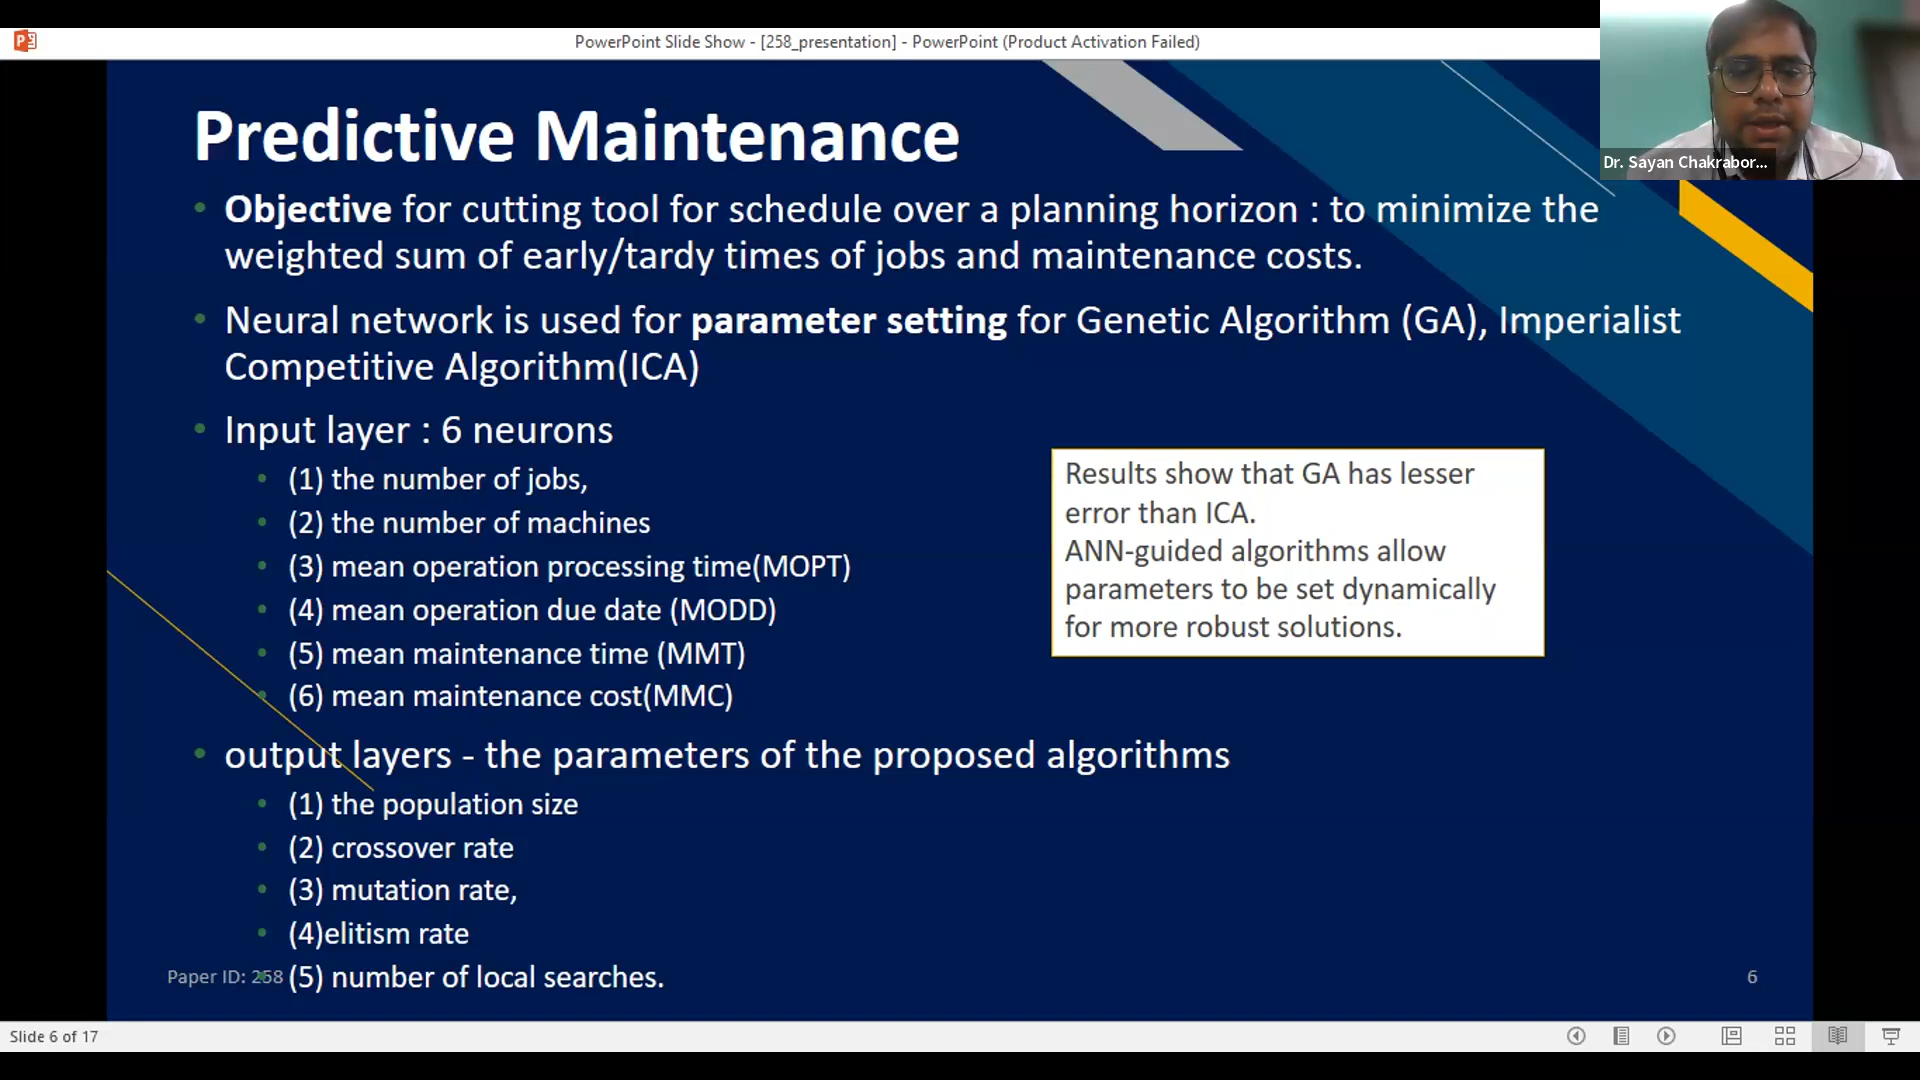 PowerPoint Slide Show - [258_presentation] - PowerPoint (Product Activation Failed)
Dr. Sayan Chakrabor...
Predictive Maintenance
• Objective for cutting tool for schedule over a planning horizon : to minimize the
weighted sum of early/tardy times of jobs and maintenance costs.
• Neural network is used for parameter setting for Genetic Algorithm (GA), Imperialist
Competitive Algorithm(ICA)
• Input layer : 6 neurons
• (1) the number of jobs,
• (2) the number of machines
• (3) mean operation processing time(MOPT)
• (4) mean operation due date (MODD)
• (5) mean maintenance time (MMT)
• (6) mean maintenance cost(MMC)
Results show that GA has lesser
error than ICA.
ANN-guided algorithms allow
parameters to be set dynamically
for more robust solutions.
• output layers - the parameters of the proposed algorithms
• (1) the population size
• (2) crossover rate
• (3) mutation rate,
• (4)elitism rate
• (5) number of local searches.
Paper ID: 258
6
Slide 6 of 17